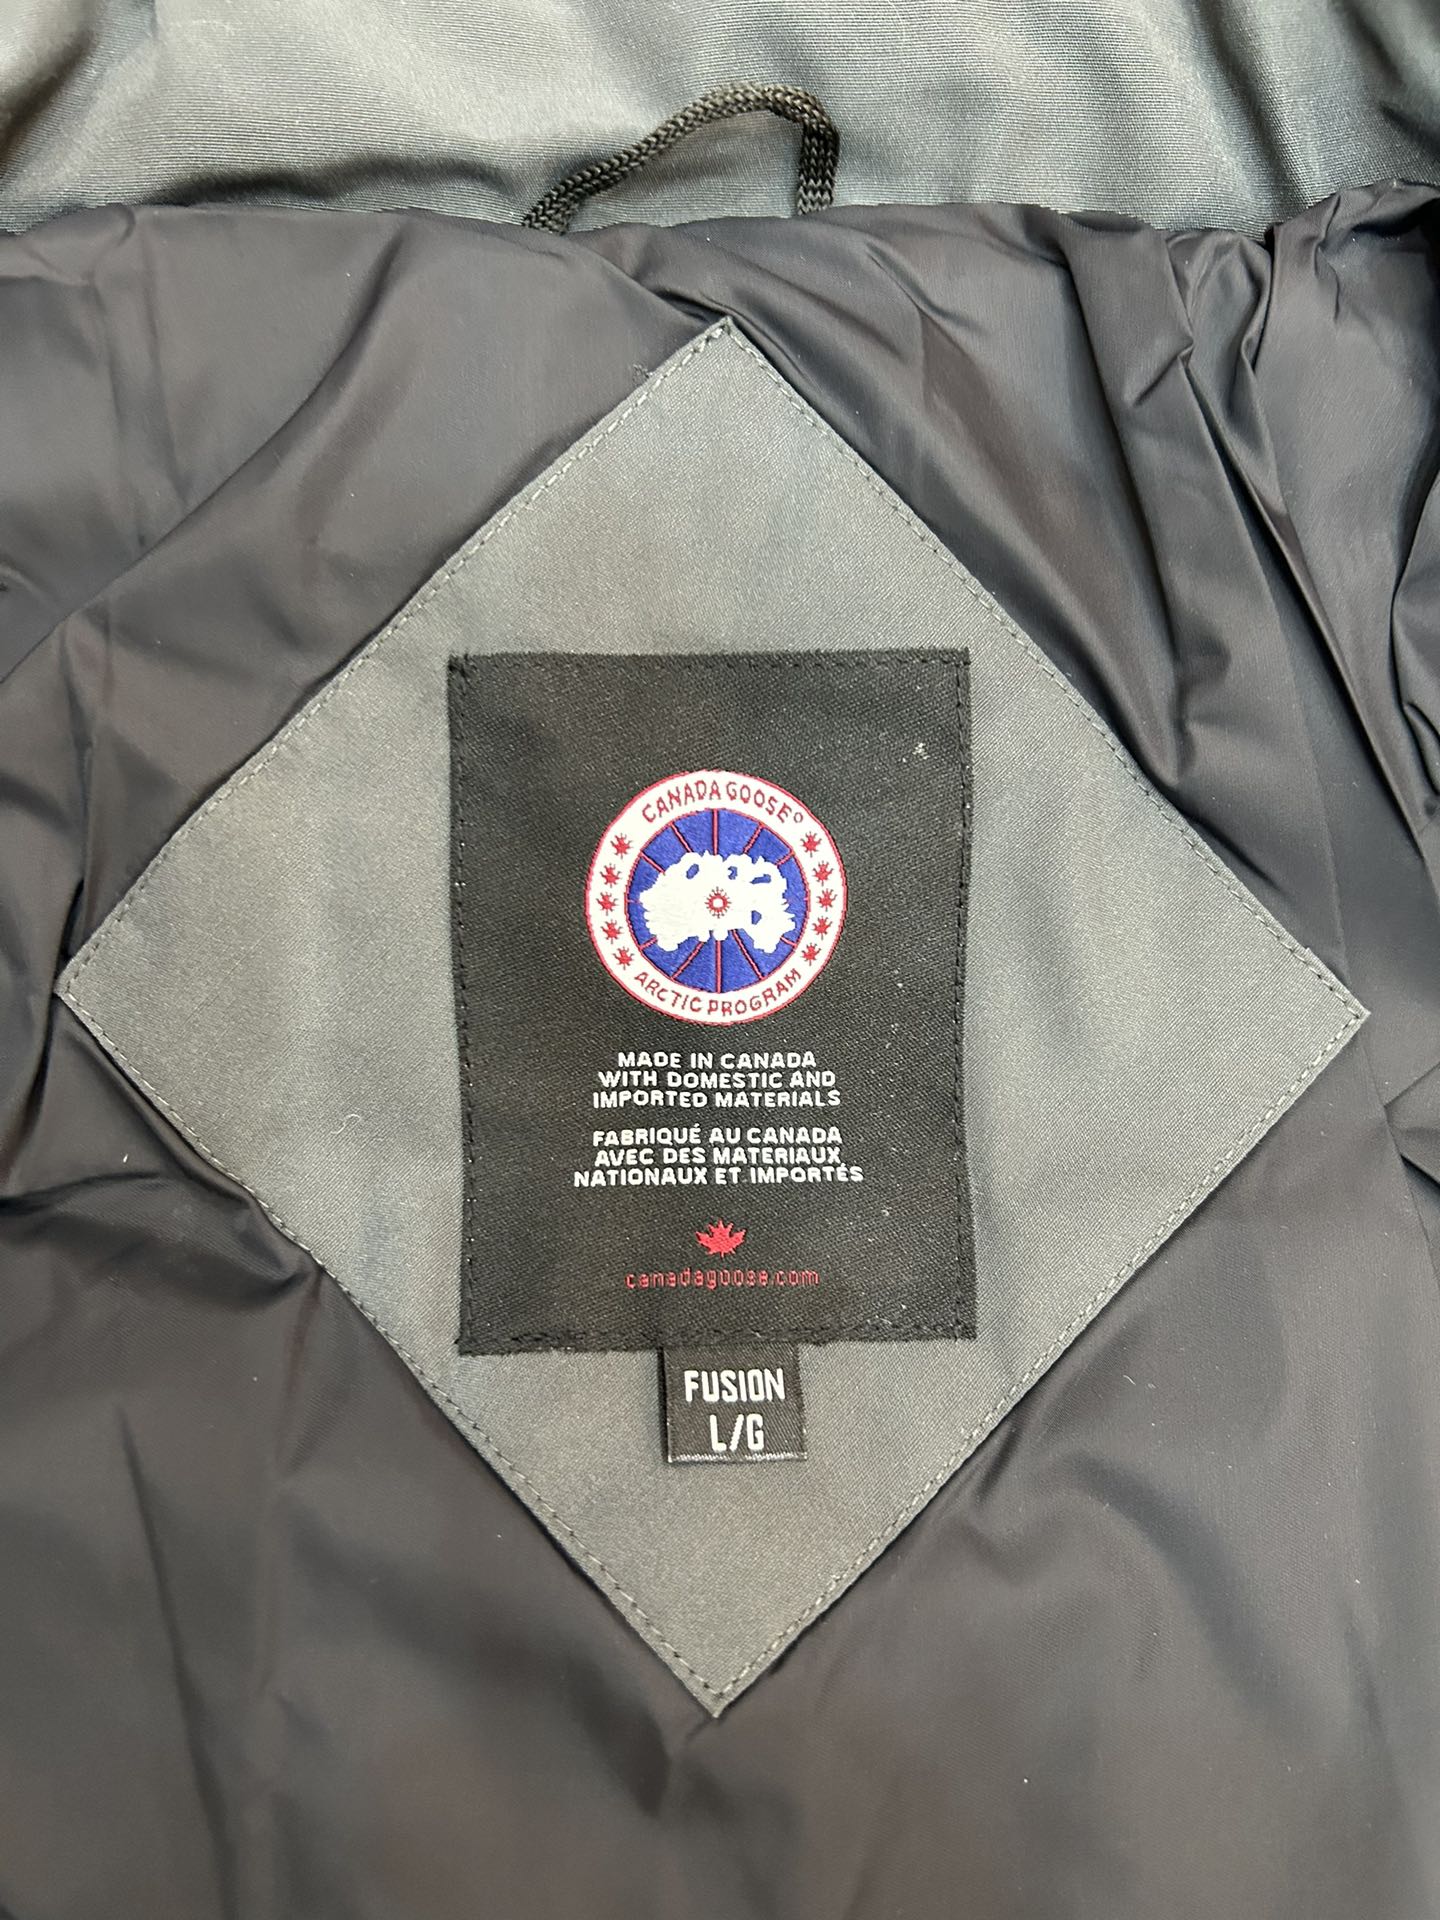 CANADA GOOSE
ARCTIC PROGRAM
MADE IN CANADA
WITH DOMESTIC AND
IMPORTED MATERIALS
FABRIQUÉ AU CANADA
AVEC DES MATERIAUX
NATIONAUX ET IMPORTÉS
canadagoose.com
FUSION
L/G